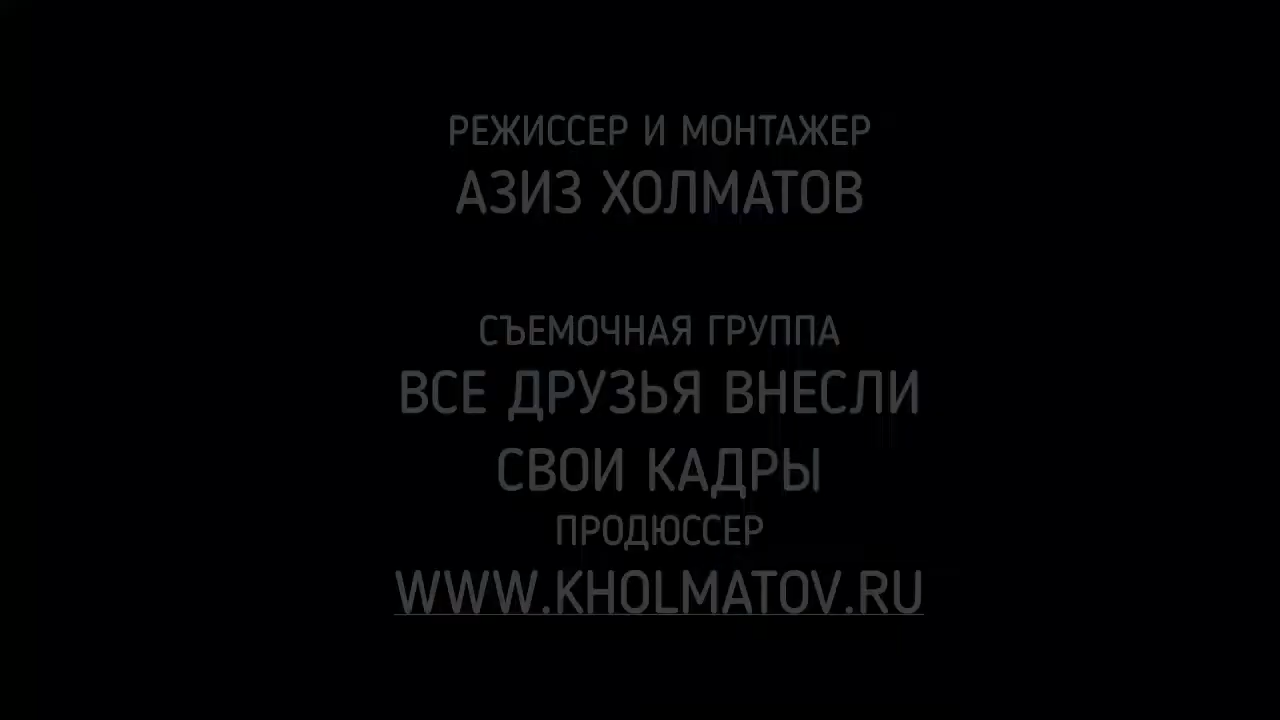 РЕЖИССЕР И МОНТАЖЕР
АЗИЗ ХОЛМАТОВ
СЪЕМОЧНАЯ ГРУППА
ВСЕ ДРУЗЬЯ ВНЕСЛИ
СВОИ КАДРЫ
ПРОДЮССЕР
WWW.KHOLMATOV.RU